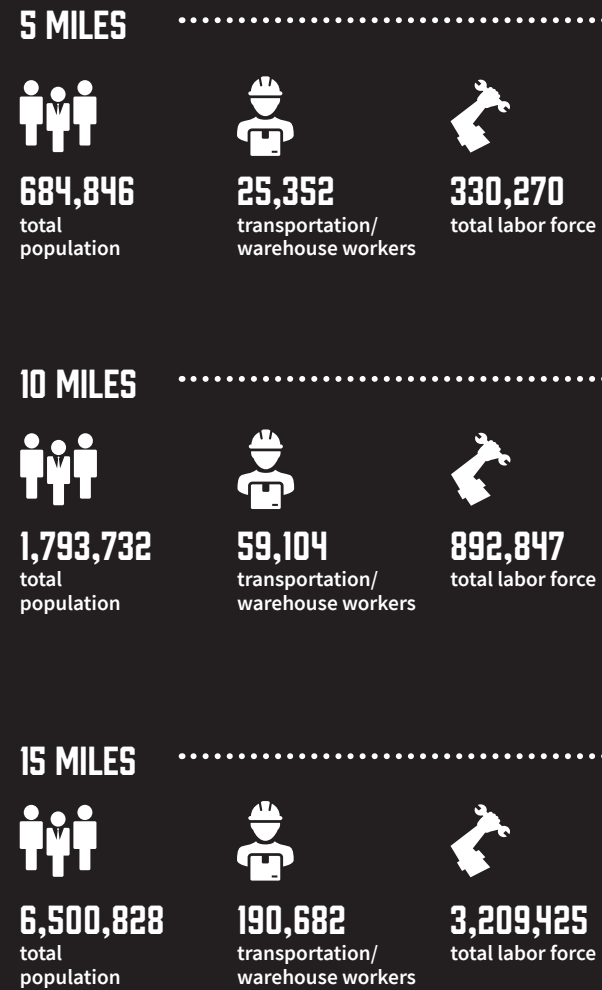 5 MILES
684,846
total
population
25,352
transportation/
warehouse workers
330,270
total labor force
10 MILES
1,793,732
total
population
59,104
transportation/
warehouse workers
892,847
total labor force
15 MILES
6,500,828
total
population
190,682
transportation/
warehouse workers
3,209,425
total labor force